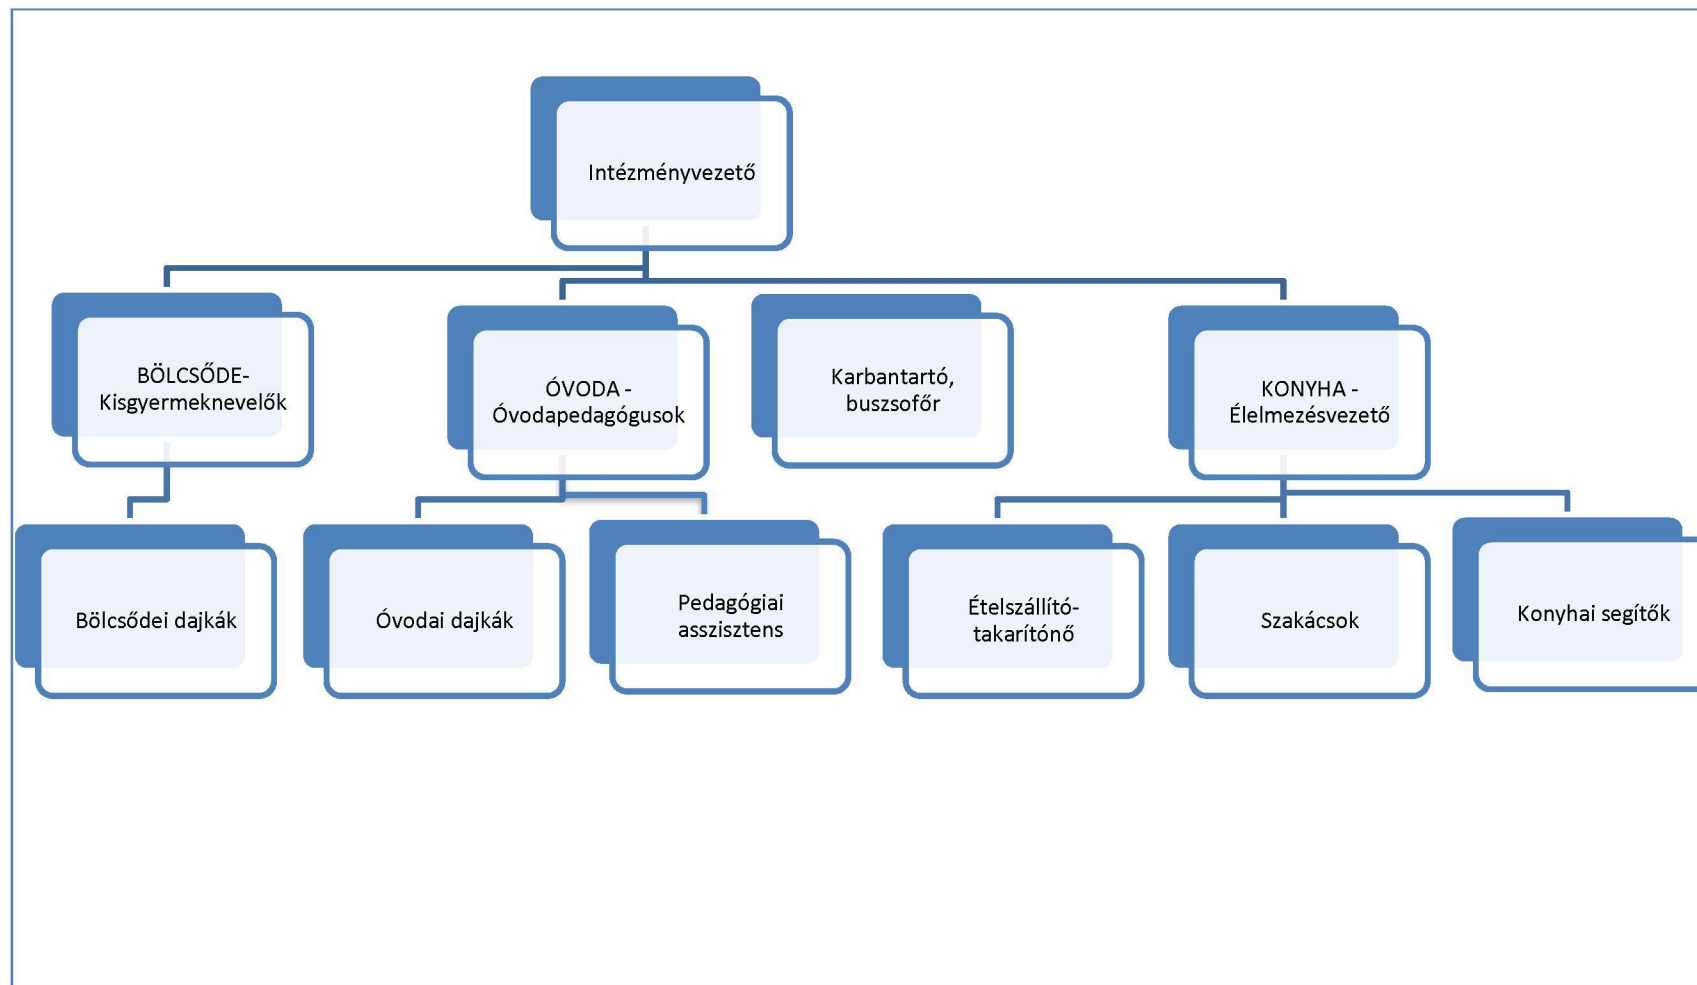 Intézményvezető
BÖLCSŐDE-
Kisgyermeknevelők
ÓVODA -
Óvodapedagógusok
Karbantartó,
buszsofőr
KONYHA -
Élelmezésvezető
Bölcsődei dajkák
Óvodai dajkák
Pedagógiai
asszisztens
Ételszállító-
takarítónő
Szakácsok
Konyhai segítők